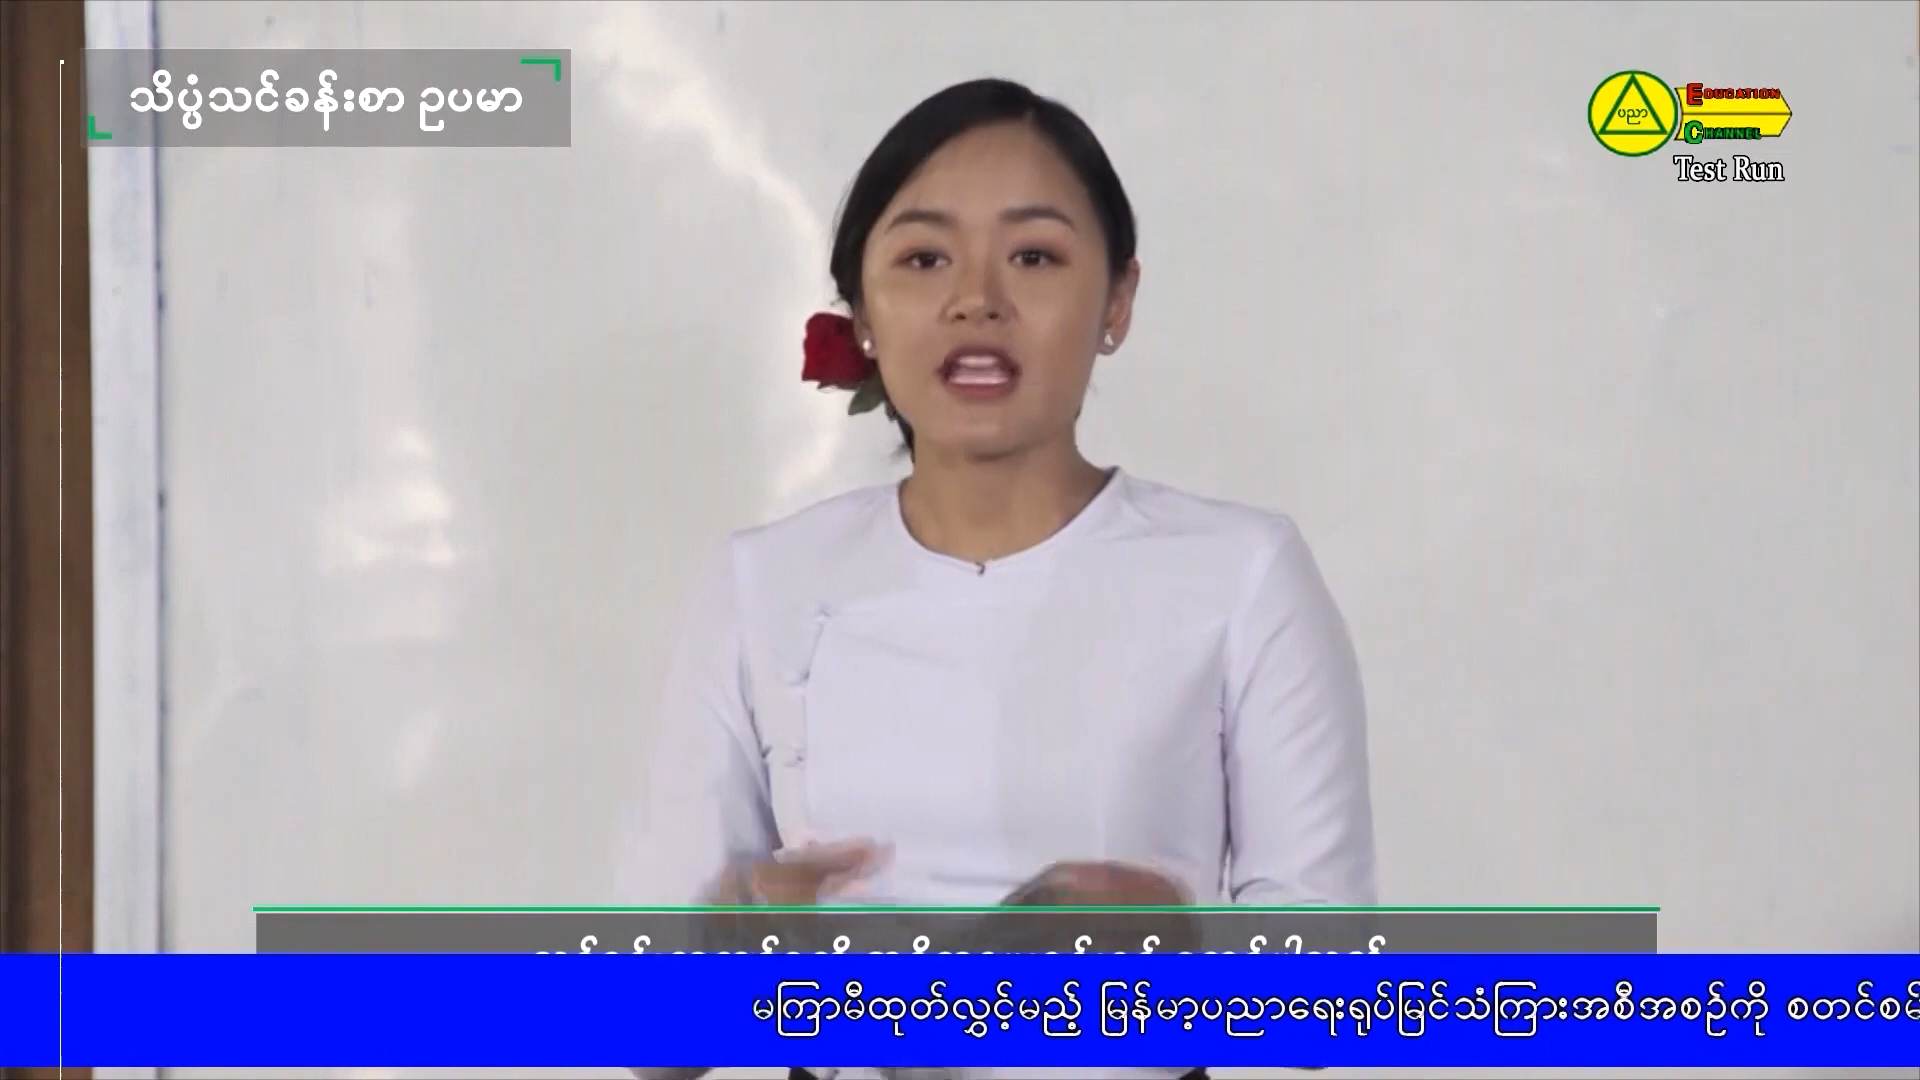 သိပ္ပံသင်ခန်းစာ ဥပမာ
ပညာ
EDUCATION
CHANNEL
Test Run
မကြာမီထုတ်လွှင့်မည့် မြန်မာ့ပညာရေးရုပ်မြင်သံကြားအစီအစဉ်ကို စတင်စမ်